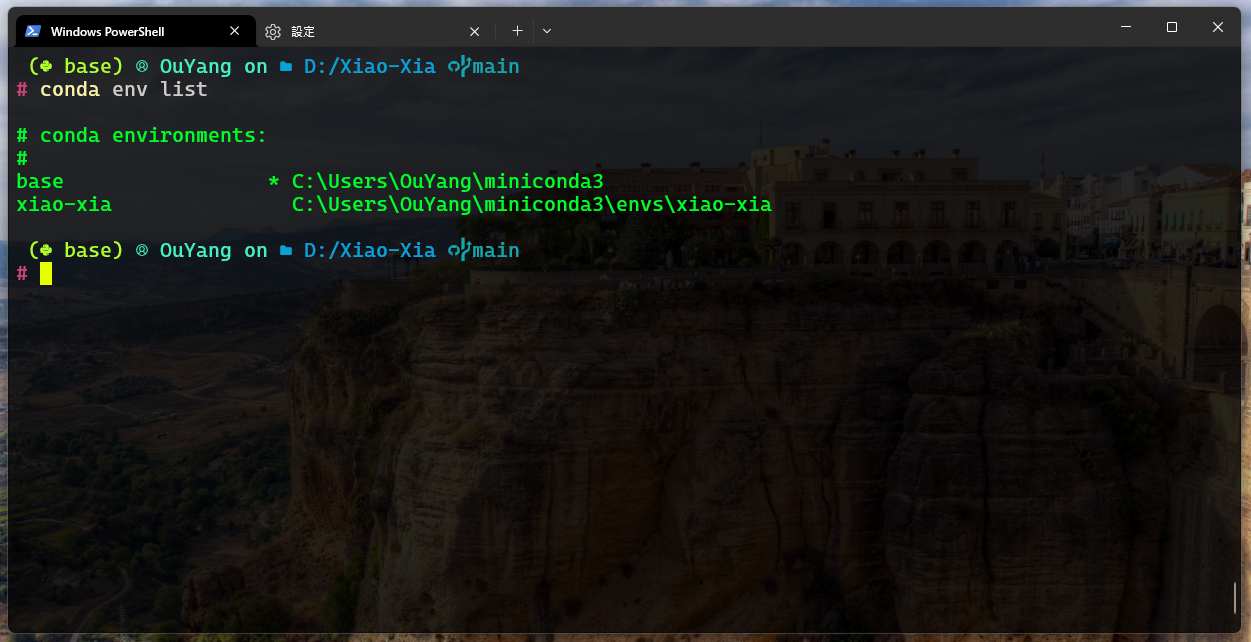 Windows PowerShell
設定
(base) OuYang on D:/Xiao-Xia main
# conda env list
# conda environments:
#
base * C:\Users\OuYang\miniconda3
xiao-xia C:\Users\OuYang\miniconda3\envs\xiao-xia
(base) OuYang on D:/Xiao-Xia main
#